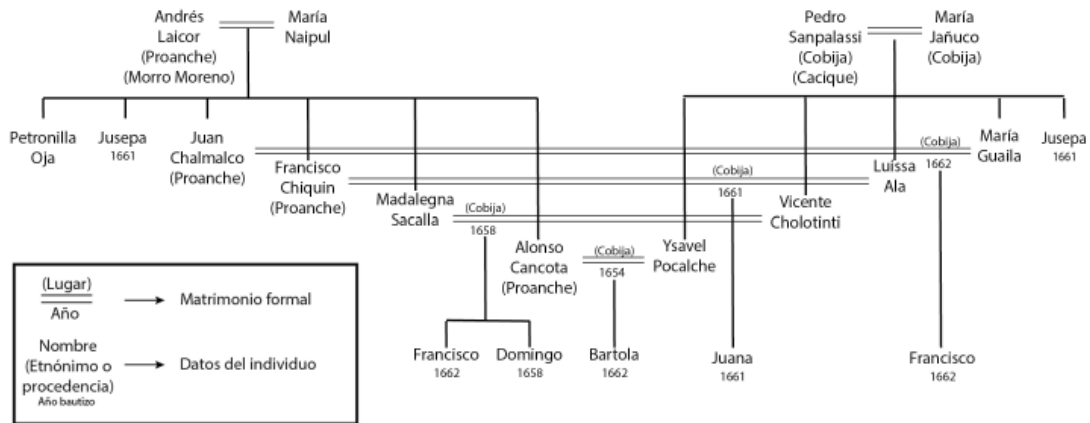 Andrés
Laicor
(Proanche)
(Morro Moreno)
María
Naipul
Pedro
Sanpalassi
(Cobija)
(Cacique)
María
Jañuco
(Cobija)
Petronilla
Oja
Jusepa
1661
Juan
Chalmalco
(Proanche)
Francisco
Chiquin
(Proanche)
Madalegna
Sacalla
Alonso
Cancota
(Proanche)
Ysavel
Pocalche
Vicente
Cholotinti
Luissa
Ala
María
Guaila
Jusepa
1661
(Cobija)
1662
(Cobija)
1661
(Cobija)
1658
(Cobija)
1654
Francisco
1662
Domingo
1658
Bartola
1662
Juana
1661
Francisco
1662
(Lugar)
Año
Matrimonio formal
Nombre
(Etnónimo o
procedencia)
Año bautizo
Datos del individuo